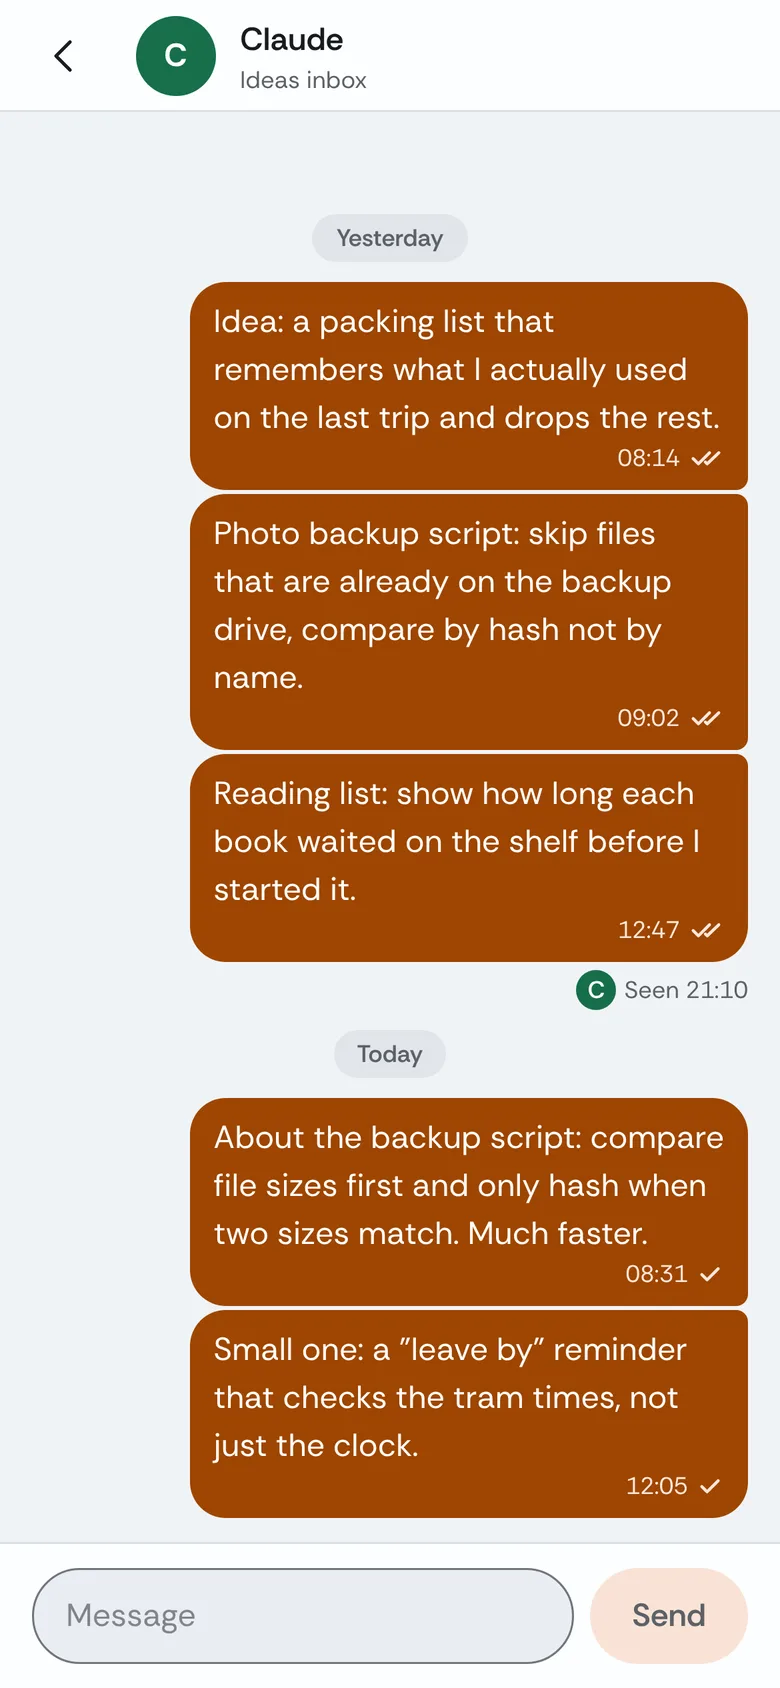 C
Claude
Ideas inbox
Yesterday
Idea: a packing list that
remembers what I actually used
on the last trip and drops the rest.
08:14
Photo backup script: skip files
that are already on the backup
drive, compare by hash not by
name.
09:02
Reading list: show how long each
book waited on the shelf before I
started it.
12:47
C Seen 21:10
Today
About the backup script: compare
file sizes first and only hash when
two sizes match. Much faster.
08:31
Small one: a ”leave by” reminder
that checks the tram times, not
just the clock.
12:05
Message
Send